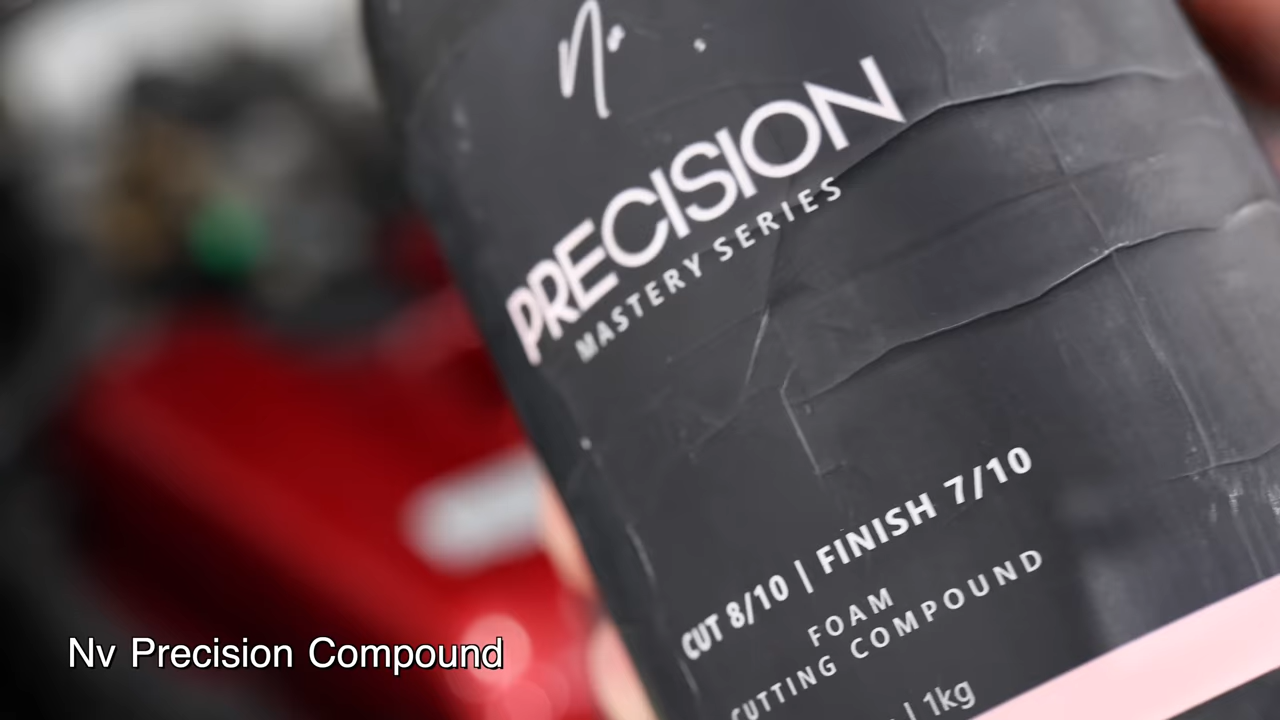 Nv
PRECISION
MASTERY SERIES
CUT 8/10 | FINISH 7/10
FOAM
CUTTING COMPOUND
| 1kg
Nv Precision Compound